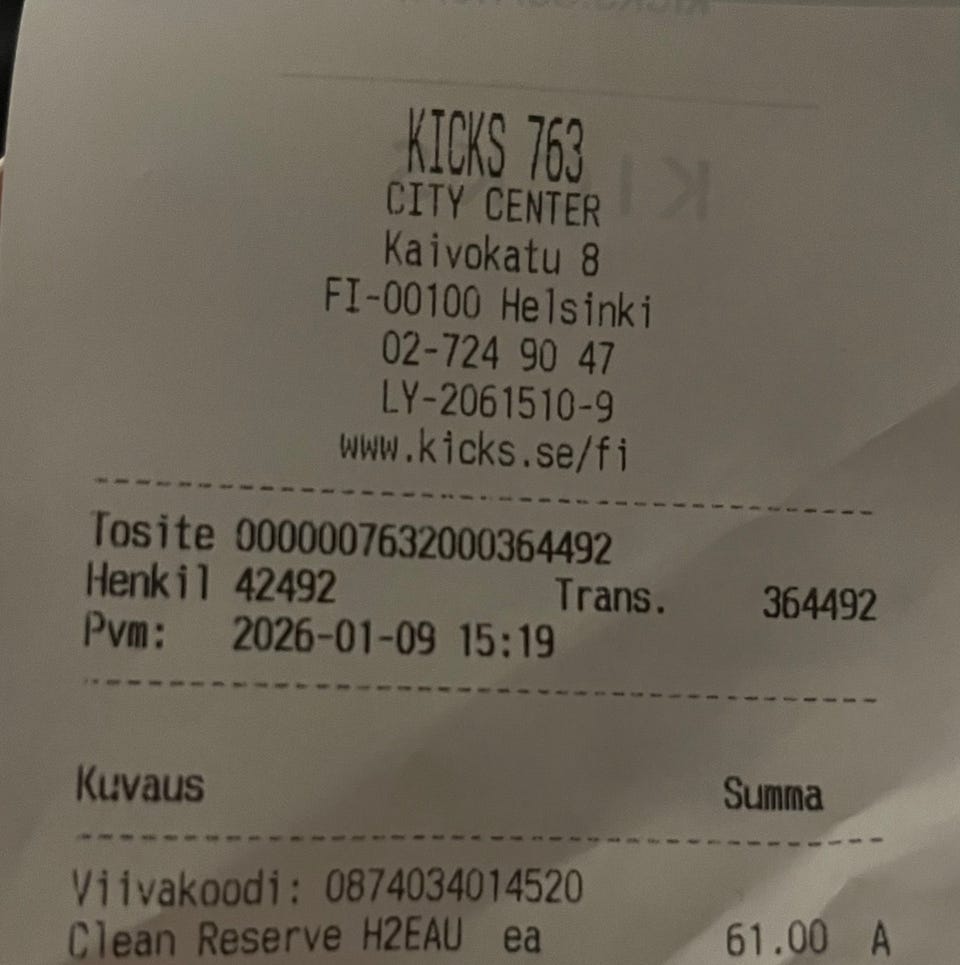 KICKS 763
CITY CENTER
Kaivokatu 8
FI-00100 Helsinki
02-724 90 47
LY-2061510-9
www.kicks.se/fi
Tosite 0000007632000364492
Henkil 42492 Trans. 364492
Pvm: 2026-01-09 15:19
Kuvaus Summa
Viivakoodi: 0874034014520
Clean Reserve H2EAU ea 61.00 A